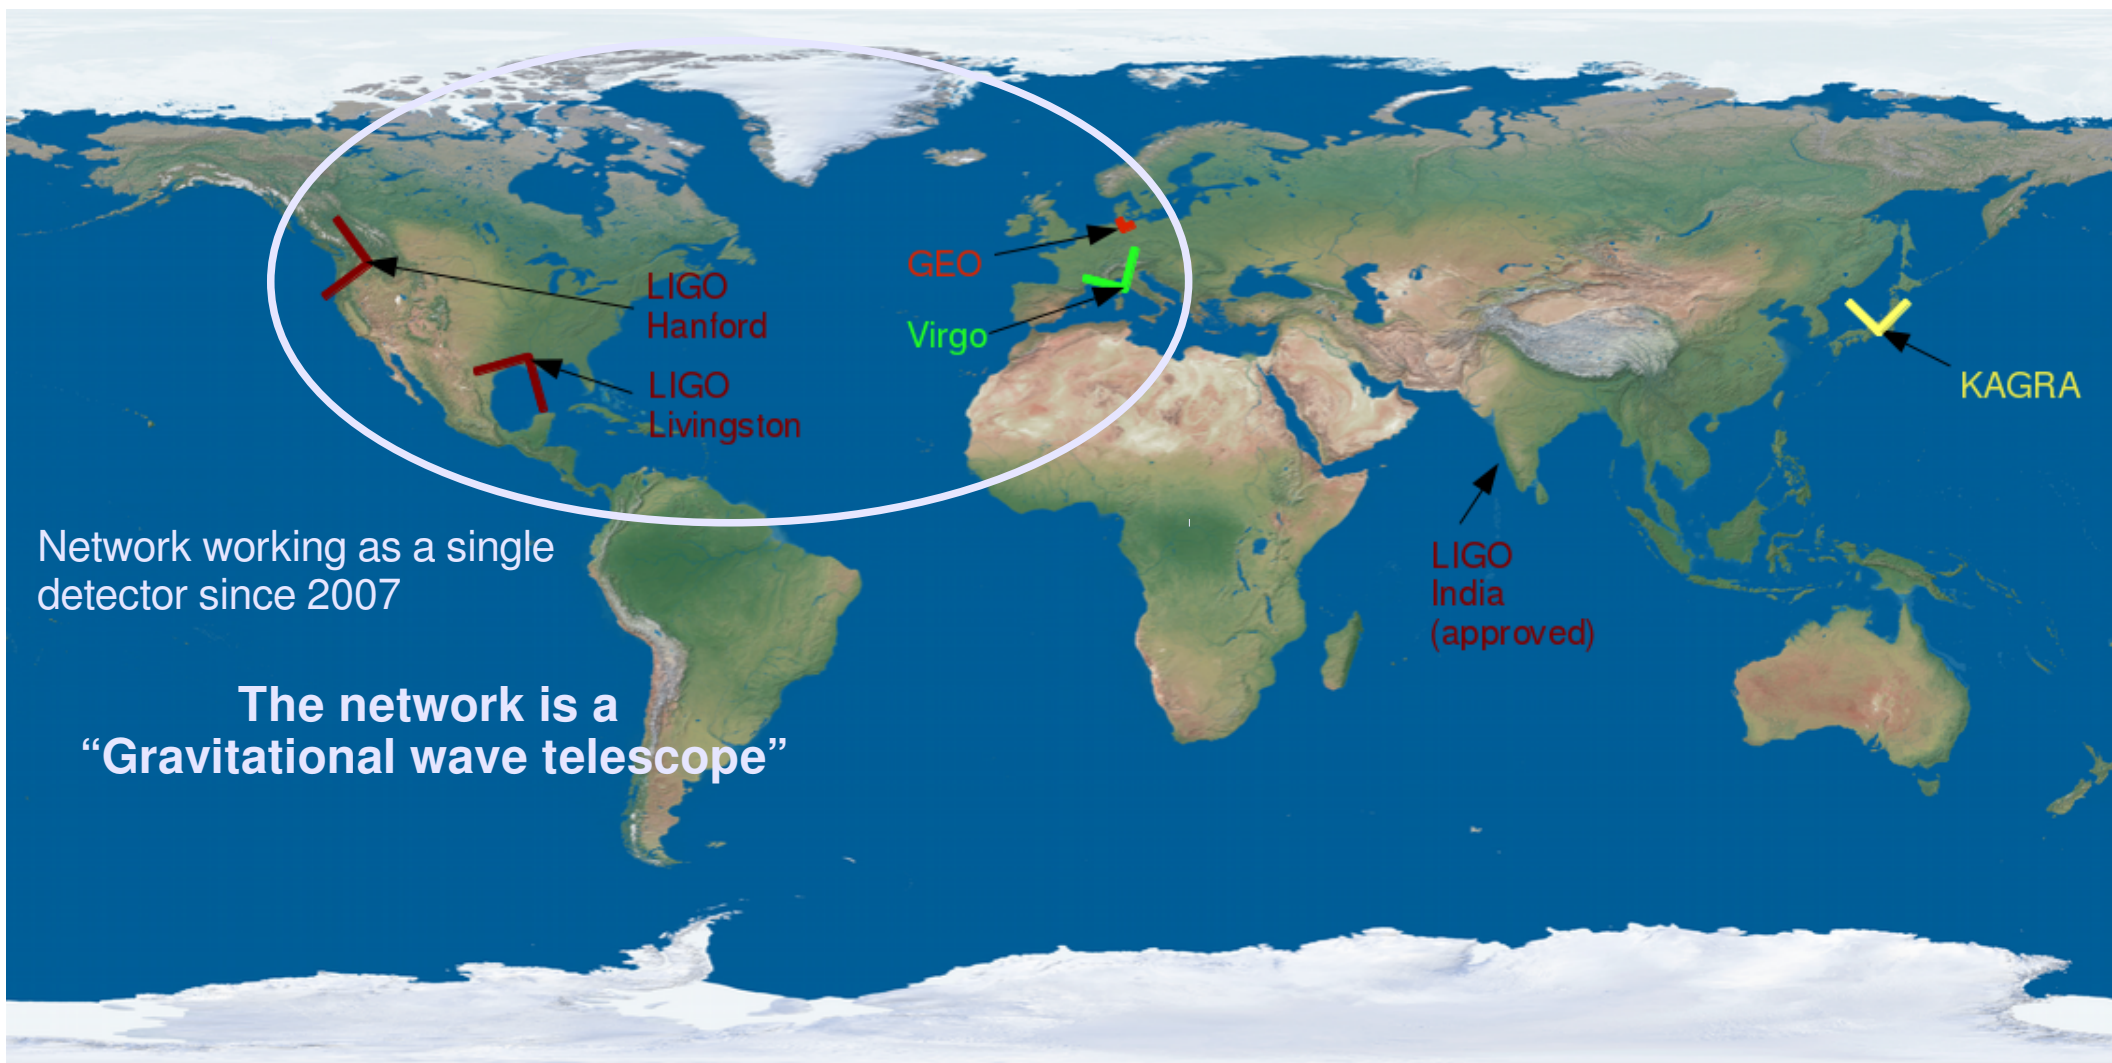 GEO
LIGO
Hanford
Virgo
LIGO
Livingston
KAGRA
Network working as a single
detector since 2007
LIGO
India
(approved)
The network is a
“Gravitational wave telescope”